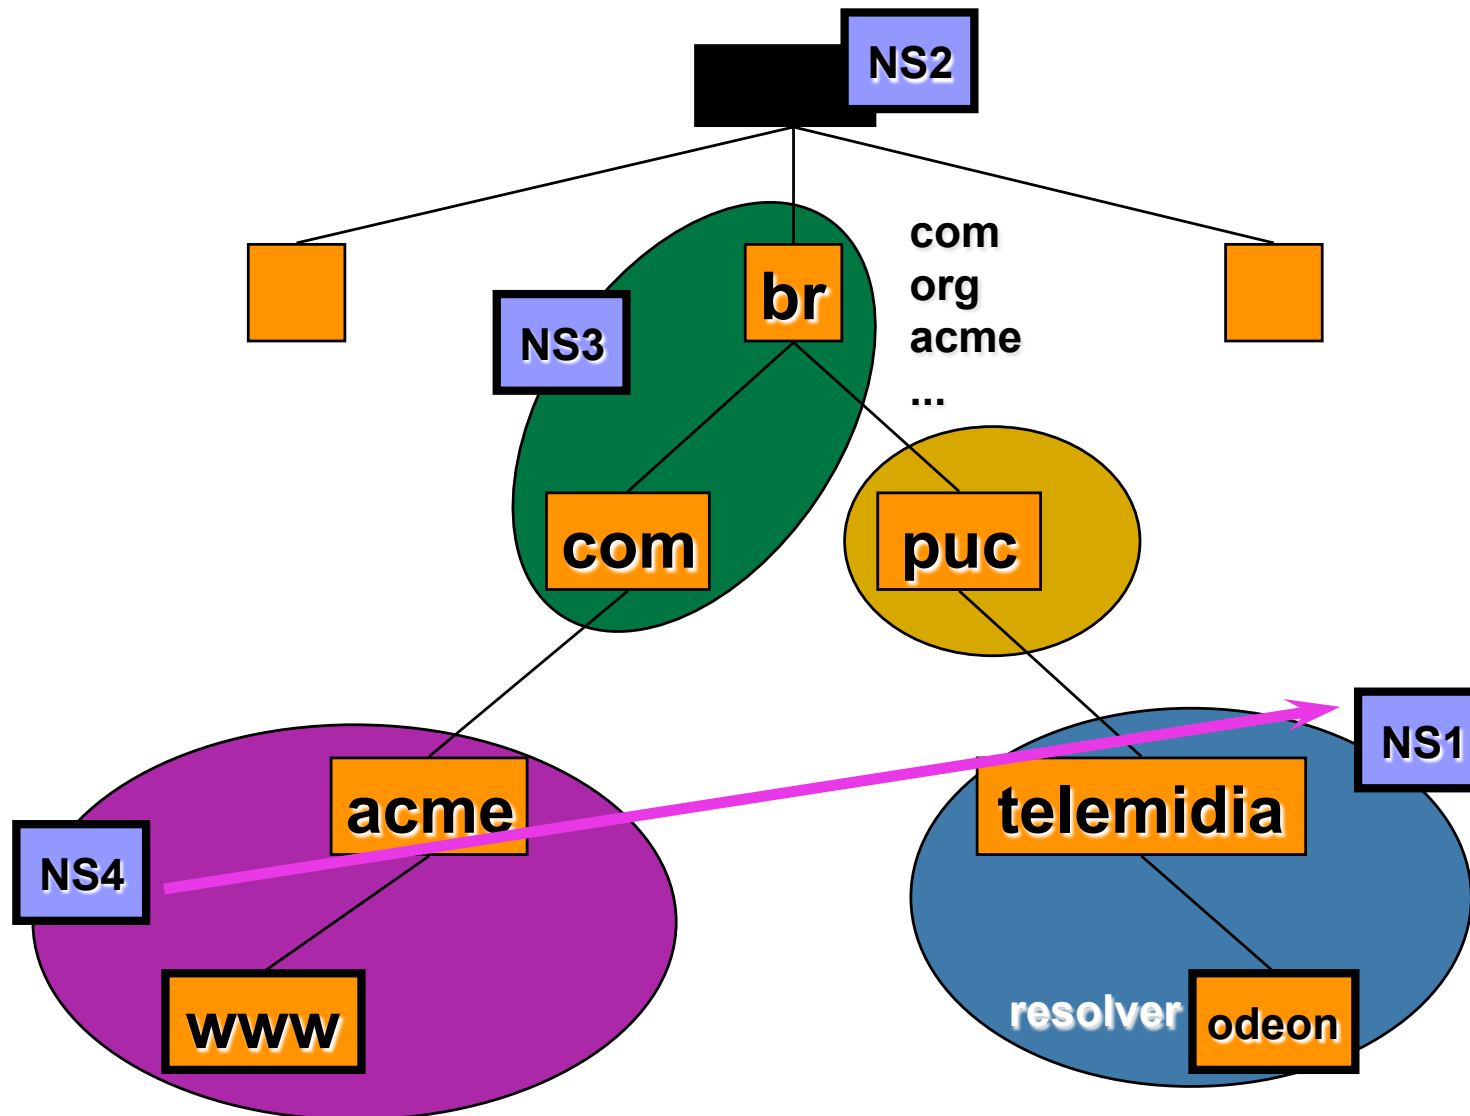 NS2
com
org
acme
...
br
NS3
com
puc
NS1
acme
telemidia
NS4
www
resolver
odeon